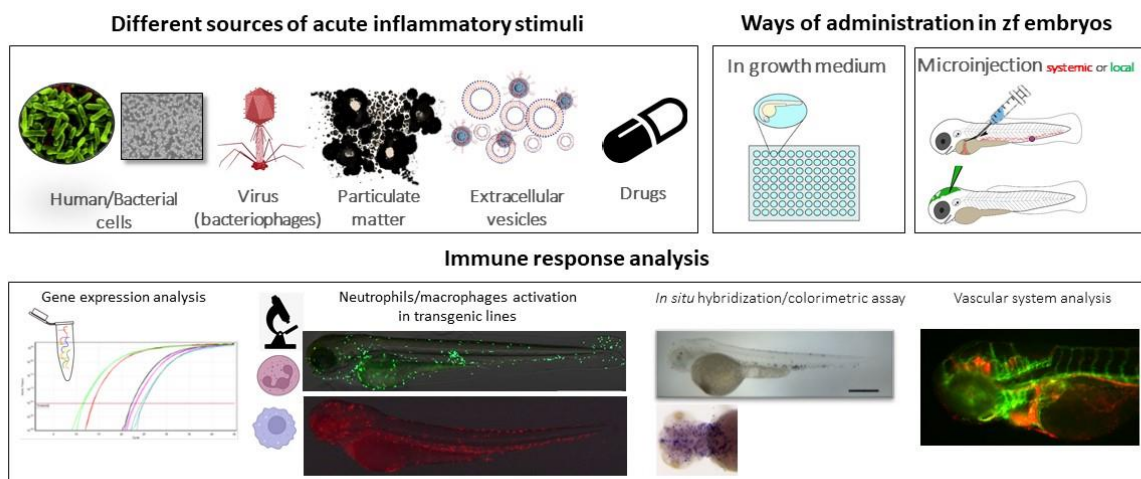 Different sources of acute inflammatory stimuli
Human/Bacterial
cells
Virus
(bacteriophages)
Particulate
matter
Extracellular
vesicles
Drugs
Ways of administration in zf embryos
In growth medium
Microinjection systemic or local
Immune response analysis
Gene expression analysis
Neutrophils/macrophages activation
in transgenic lines
In situ hybridization/colorimetric assay
Vascular system analysis